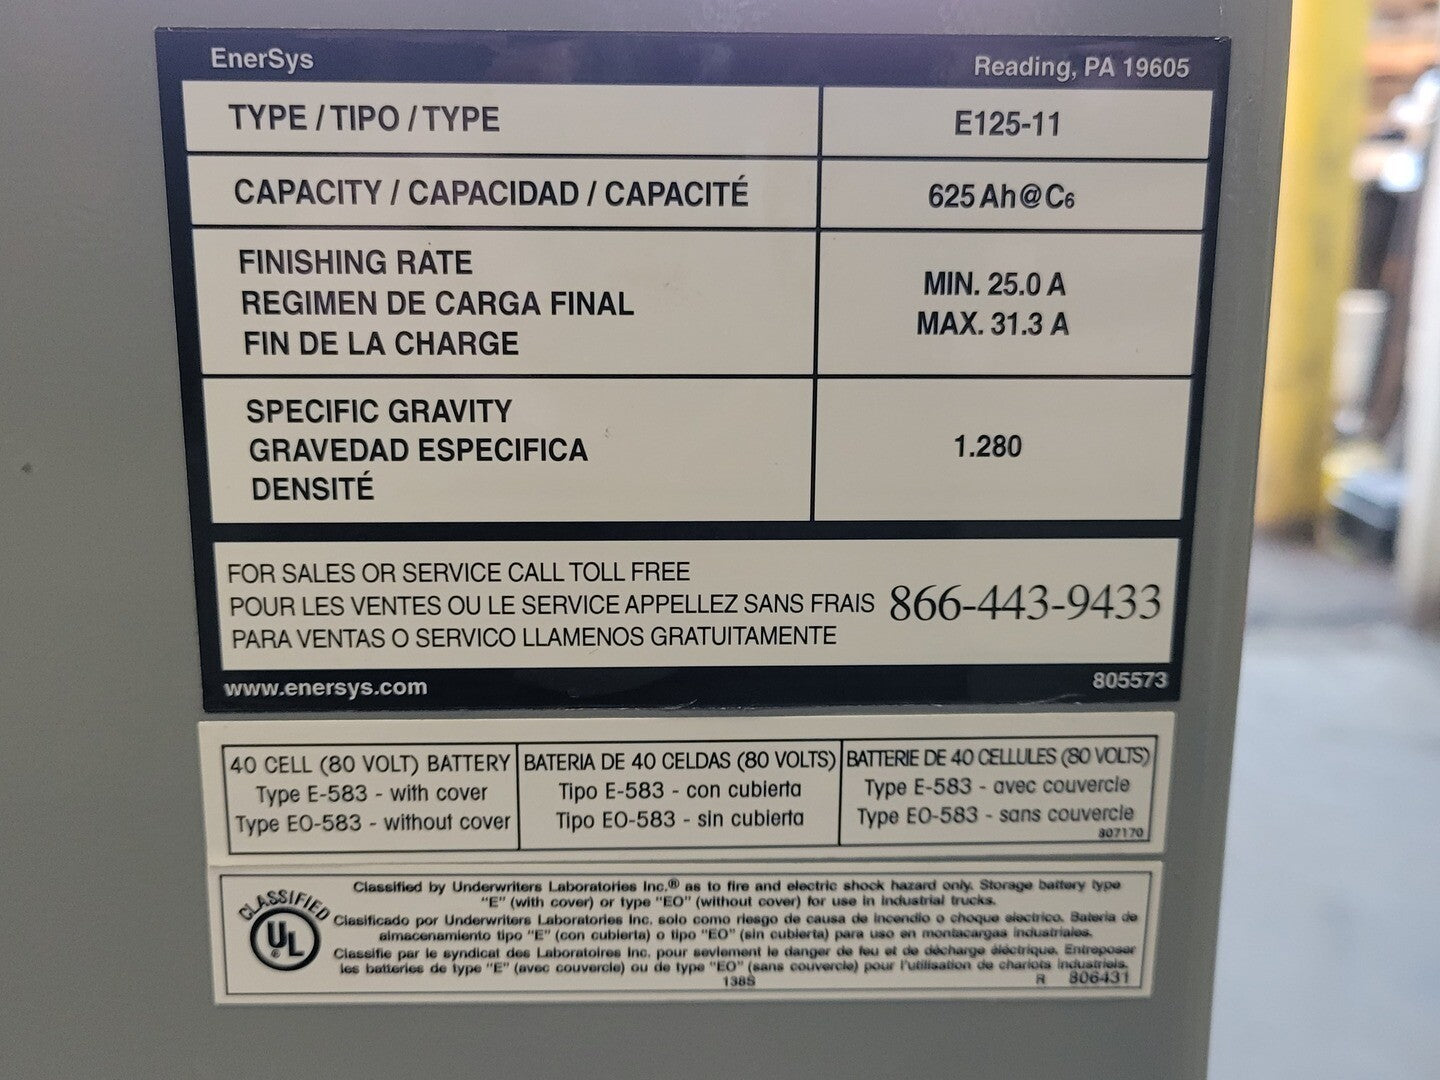 EnerSys
Reading, PA 19605
TYPE / TIPO / TYPE
E125-11
CAPACITY / CAPACIDAD / CAPACITÉ
625 Ah@C6
FINISHING RATE
REGIMEN DE CARGA FINAL
FIN DE LA CHARGE
MIN. 25.0 A
MAX. 31.3 A
SPECIFIC GRAVITY
GRAVEDAD ESPECIFICA
DENSITÉ
1.280
FOR SALES OR SERVICE CALL TOLL FREE
POUR LES VENTES OU LE SERVICE APPELLEZ SANS FRAIS
PARA VENTAS O SERVICO LLAMENOS GRATUITAMENTE
866-443-9433
www.enersys.com
805573
40 CELL (80 VOLT) BATTERY
Type E-583 - with cover
Type EO-583 - without cover
BATERIA DE 40 CELDAS (80 VOLTS)
Tipo E-583 - con cubierta
Tipo EO-583 - sin cubierta
BATTERIE DE 40 CELLULES (80 VOLTS)
Type E-583 - avec couvercle
Type EO-583 - sans couvercle
807170
CLASSIFIED
UL
®
Classified by Underwriters Laboratories Inc.® as to fire and electric shock hazard only. Storage battery type
"E" (with cover) or type "EO" (without cover) for use in industrial trucks.
Clasificado por Underwriters Laboratories Inc. solo como riesgo de causa de incendio o choque electrico. Bateria de
almacenamiento tipo "E" (con cubierta) o tipo "EO" (sin cubierta) para uso en montacargas industriales.
Classifie par le syndicat des Laboratoires Inc. pour sevlement le danger de feu et de décharge éléctrique. Entreposer
les batteries de type "E" (avec couvercle) ou de type "EO" (sans couvercle) pour l'utilisation de chariots industriels.
138S
R 806431